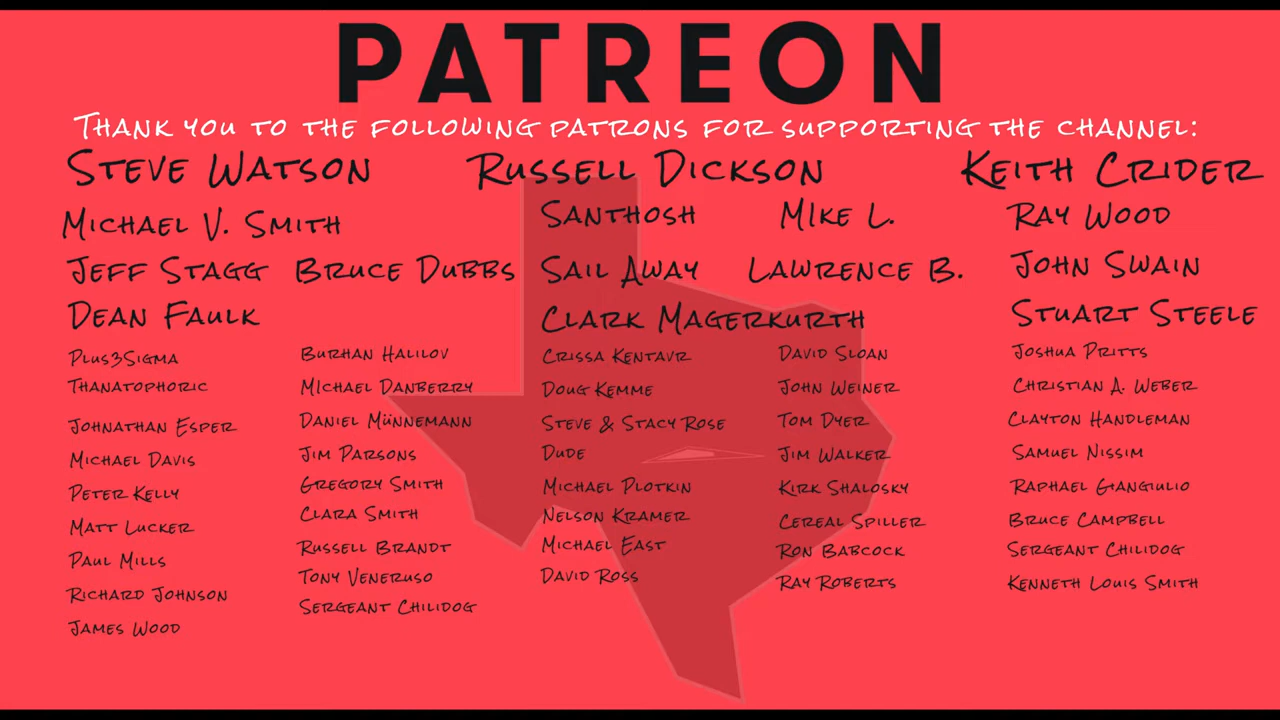 PATREON
THANK YOU TO THE FOLLOWING PATRONS FOR SUPPORTING THE CHANNEL:
STEVE WATSON RUSSELL DICKSON KEITH CRIDER
MICHAEL V. SMITH SANTHOSH MIKE L. RAY WOOD
JEFF STAGG BRUCE DUBBS SAIL AWAY LAWRENCE B. JOHN SWAIN
DEAN FAULK CLARK MAGERKURTH STUART STEELE
PLUS3SIGMA BURHAN HALILOV CRISSA KENTAVR DAVID SLOAN JOSHUA PRITTS
THANATOPHORIC MICHAEL DANBERRY DOUG KEMME JOHN WEINER CHRISTIAN A. WEBER
JOHNATHAN ESPER DANIEL MÜNNEMANN STEVE & STACY ROSE TOM DYER CLAYTON HANDLEMAN
MICHAEL DAVIS JIM PARSONS DUDE JIM WALKER SAMUEL NISSIM
PETER KELLY GREGORY SMITH MICHAEL PLOTKIN KIRK SHALOSKY RAPHAEL GIANGIULIO
MATT LUCKER CLARA SMITH NELSON KRAMER CEREAL SPILLER BRUCE CAMPBELL
PAUL MILLS RUSSELL BRANDT MICHAEL EAST RON BABCOCK SERGEANT CHILIDOG
RICHARD JOHNSON TONY VENERUSO DAVID ROSS RAY ROBERTS KENNETH LOUIS SMITH
JAMES WOOD SERGEANT CHILIDOG